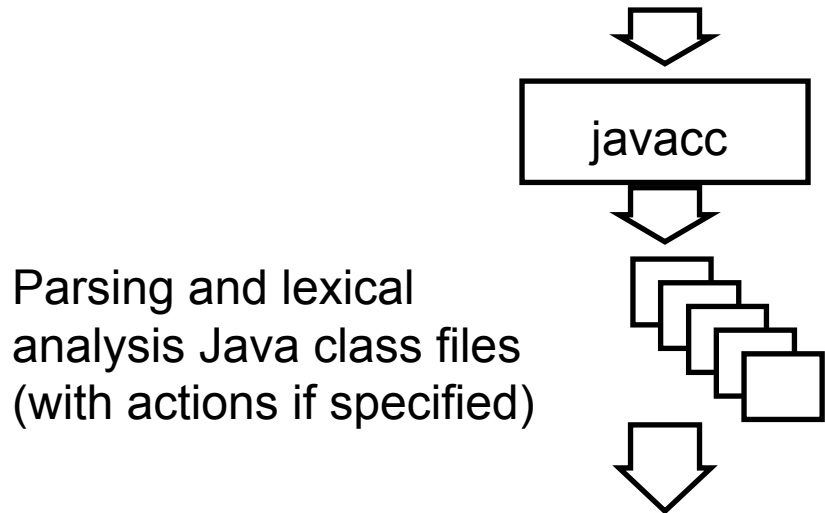 javacc
Parsing and lexical
analysis Java class files
(with actions if specified)